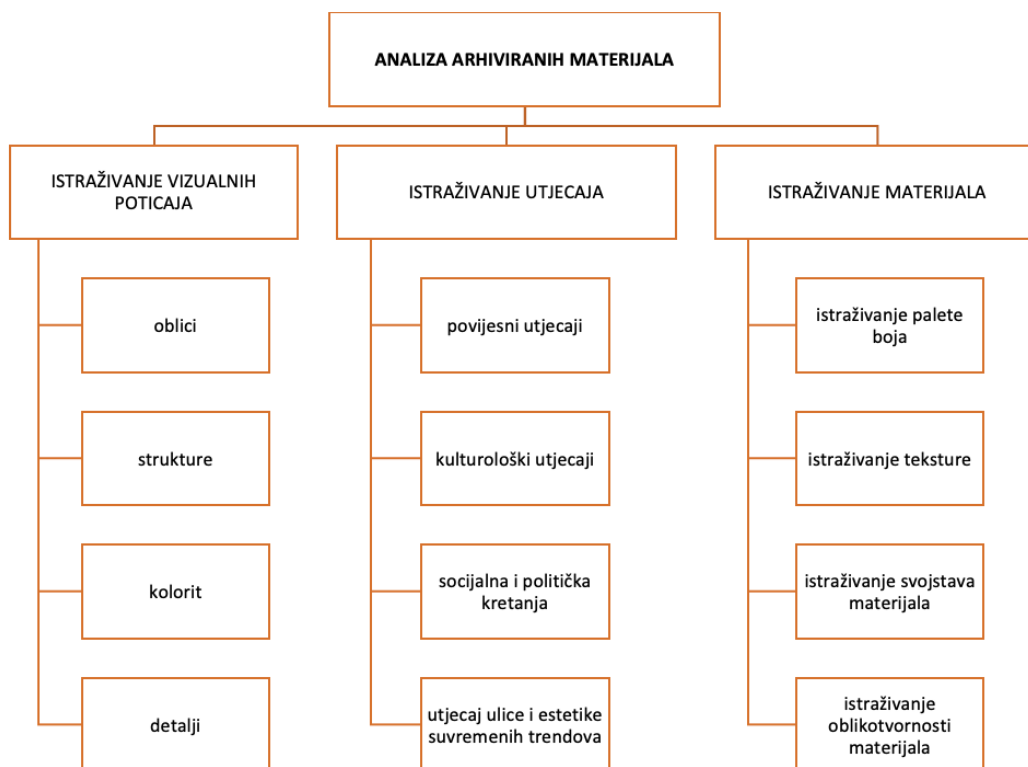 ANALIZA ARHIVIRANIH MATERIJALA
ISTRAŽIVANJE VIZUALNIH
POTICAJA
oblici
strukture
kolorit
detalji
ISTRAŽIVANJE UTJECAJA
povijesni utjecaji
kulturološki utjecaji
socijalna i politička
kretanja
utjecaj ulice i estetike
suvremenih trendova
ISTRAŽIVANJE MATERIJALA
istraživanje palete
boja
istraživanje teksture
istraživanje svojstava
materijala
istraživanje
oblikotvornosti
materijala